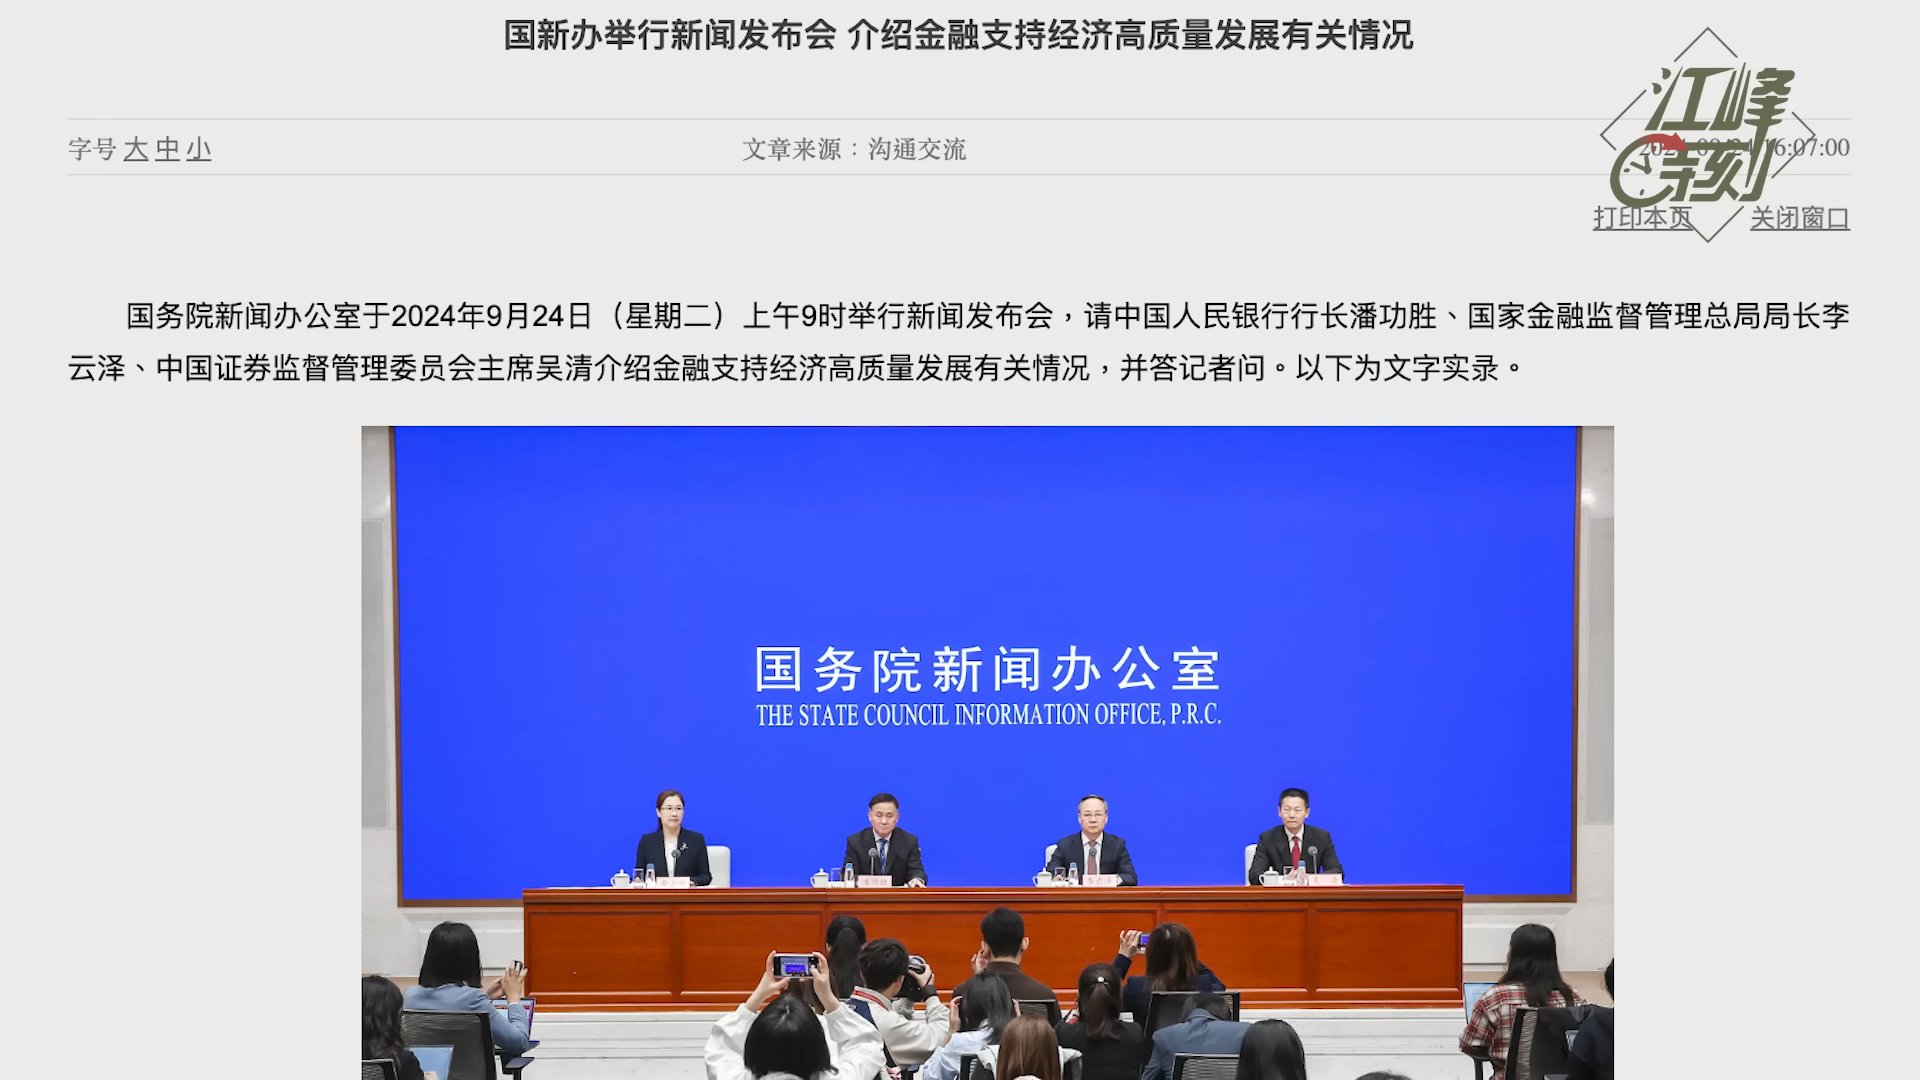 国新办举行新闻发布会 介绍金融支持经济高质量发展有关情况
江峰时刻
字号 大 中 小
文章来源：沟通交流
16:07:00
打印本页
关闭窗口
国务院新闻办公室于2024年9月24日（星期二）上午9时举行新闻发布会，请中国人民银行行长潘功胜、国家金融监督管理总局局长李
云泽、中国证券监督管理委员会主席吴清介绍金融支持经济高质量发展有关情况，并答记者问。以下为文字实录。
国务院新闻办公室
THE STATE COUNCIL INFORMATION OFFICE, P.R.C.